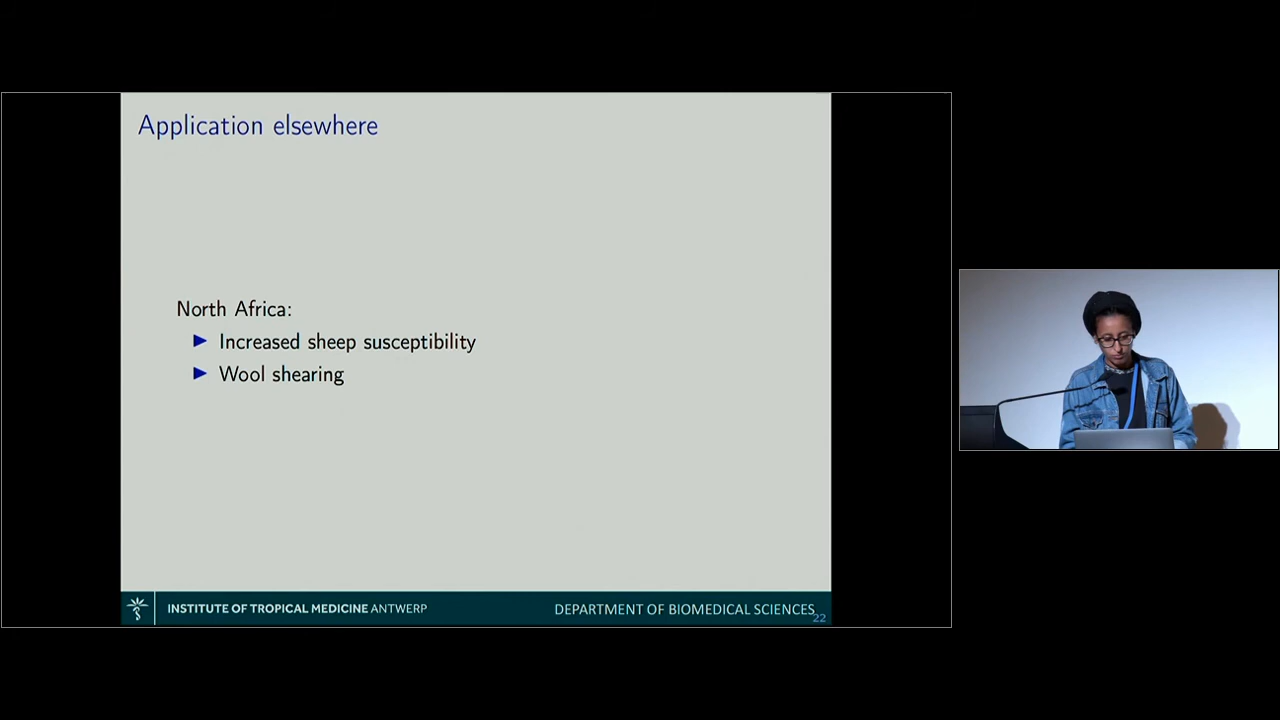 Application elsewhere
North Africa:
Increased sheep susceptibility
Wool shearing
INSTITUTE OF TROPICAL MEDICINE ANTWERP
DEPARTMENT OF BIOMEDICAL SCIENCES
22